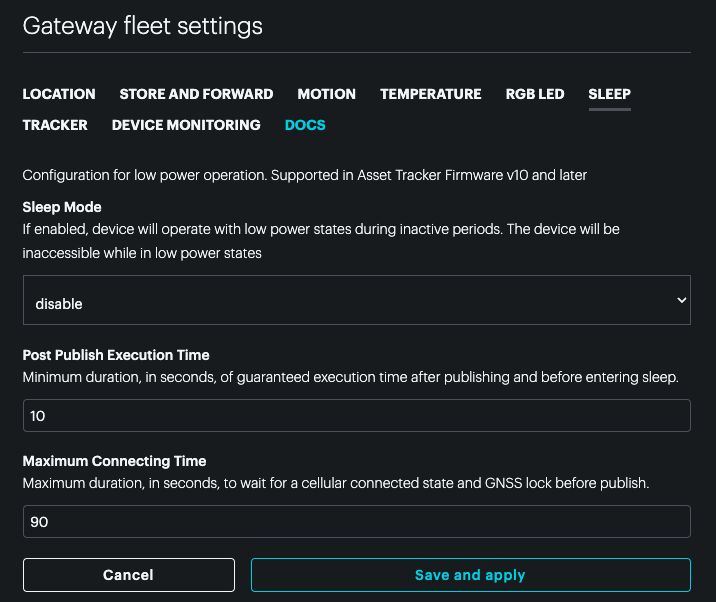 Gateway fleet settings
LOCATION STORE AND FORWARD MOTION TEMPERATURE RGB LED SLEEP
TRACKER DEVICE MONITORING DOCS
Configuration for low power operation. Supported in Asset Tracker Firmware v10 and later
Sleep Mode
If enabled, device will operate with low power states during inactive periods. The device will be
inaccessible while in low power states
disable
Post Publish Execution Time
Minimum duration, in seconds, of guaranteed execution time after publishing and before entering sleep.
10
Maximum Connecting Time
Maximum duration, in seconds, to wait for a cellular connected state and GNSS lock before publish.
90
Cancel Save and apply